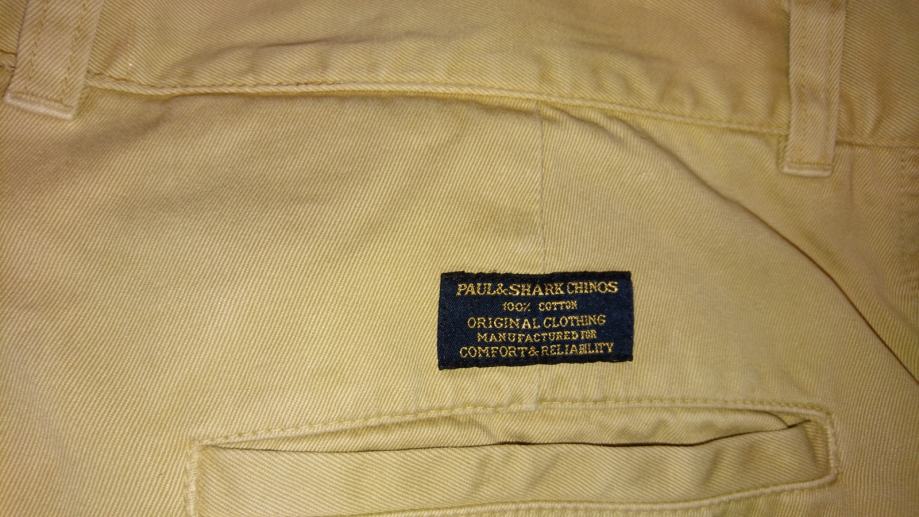 PAUL&SHARK CHINOS
100% COTTON
ORIGINAL CLOTHING
MANUFACTURED FOR
COMFORT&RELIABILITY